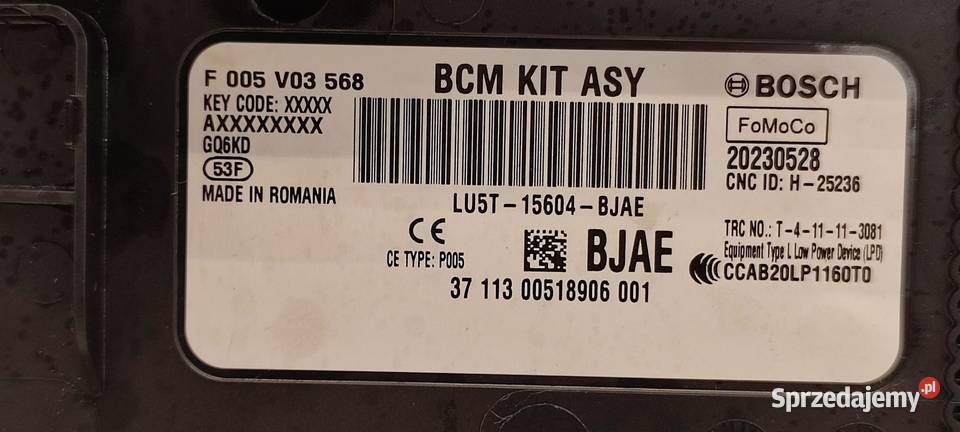 F 005 V03 568
BCM KIT ASY
BOSCH
KEY CODE: XXXXX
AXXXXXXXX
GQ6KD
53F
MADE IN ROMANIA
FoMoCo
20230528
CNC ID: H-25236
LU5T-15604-BJAE
CE
CE TYPE: P005
BJAE
TRC NO.: T-4-11-11-3081
Equipment Type L Low Power Device (LPD)
CCAB20LP1160T0
37 113 00518906 001
Sprzedajemy.pl